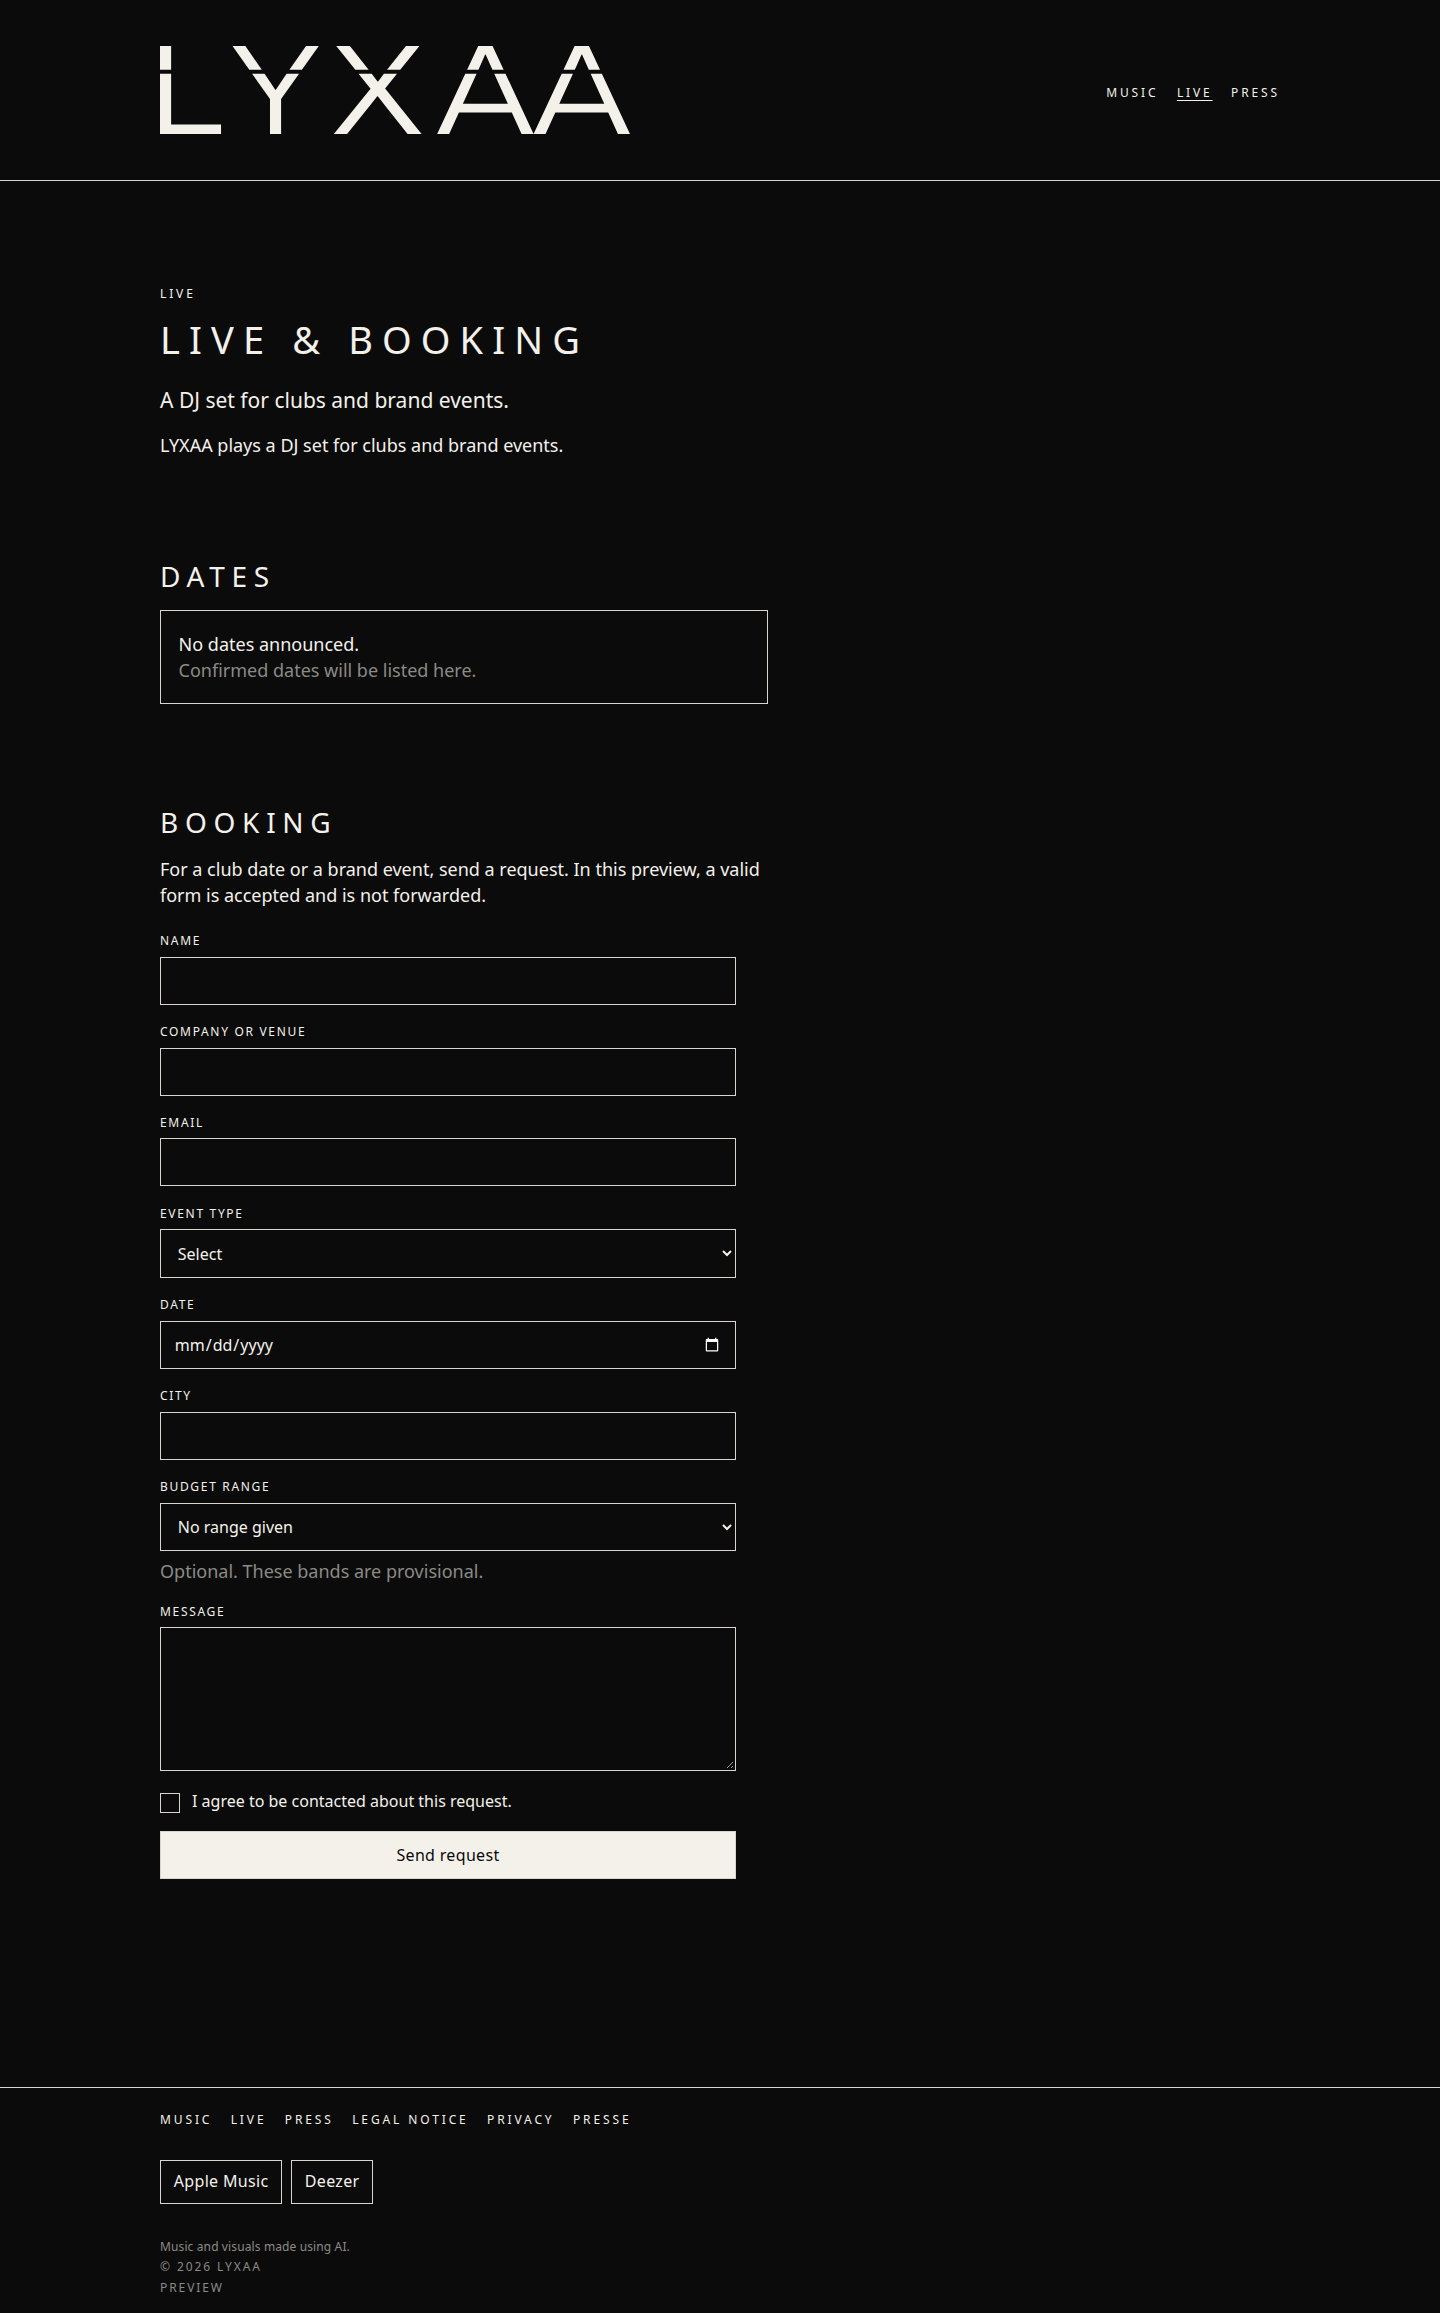 LYXAA
MUSIC LIVE PRESS
LIVE
LIVE & BOOKING
A DJ set for clubs and brand events.
LYXAA plays a DJ set for clubs and brand events.
DATES
No dates announced.
Confirmed dates will be listed here.
BOOKING
For a club date or a brand event, send a request. In this preview, a valid
form is accepted and is not forwarded.
NAME
COMPANY OR VENUE
EMAIL
EVENT TYPE
Select
DATE
mm/dd/yyyy
CITY
BUDGET RANGE
No range given
Optional. These bands are provisional.
MESSAGE
I agree to be contacted about this request.
Send request
MUSIC LIVE PRESS LEGAL NOTICE PRIVACY PRESSE
Apple Music Deezer
Music and visuals made using AI.
© 2026 LYXAA
PREVIEW